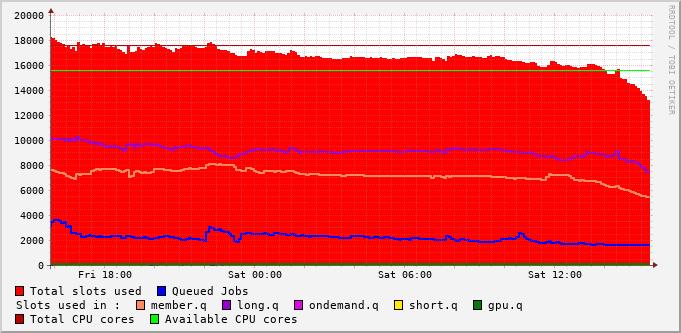 20000
18000
16000
14000
12000
10000
8000
6000
4000
2000
0
Fri 18:00 Sat 00:00 Sat 06:00 Sat 12:00
RRDTOOL / TOBI OETIKER
Total slots used Queued Jobs
Slots used in : member.q long.q ondemand.q short.q gpu.q
Total CPU cores Available CPU cores